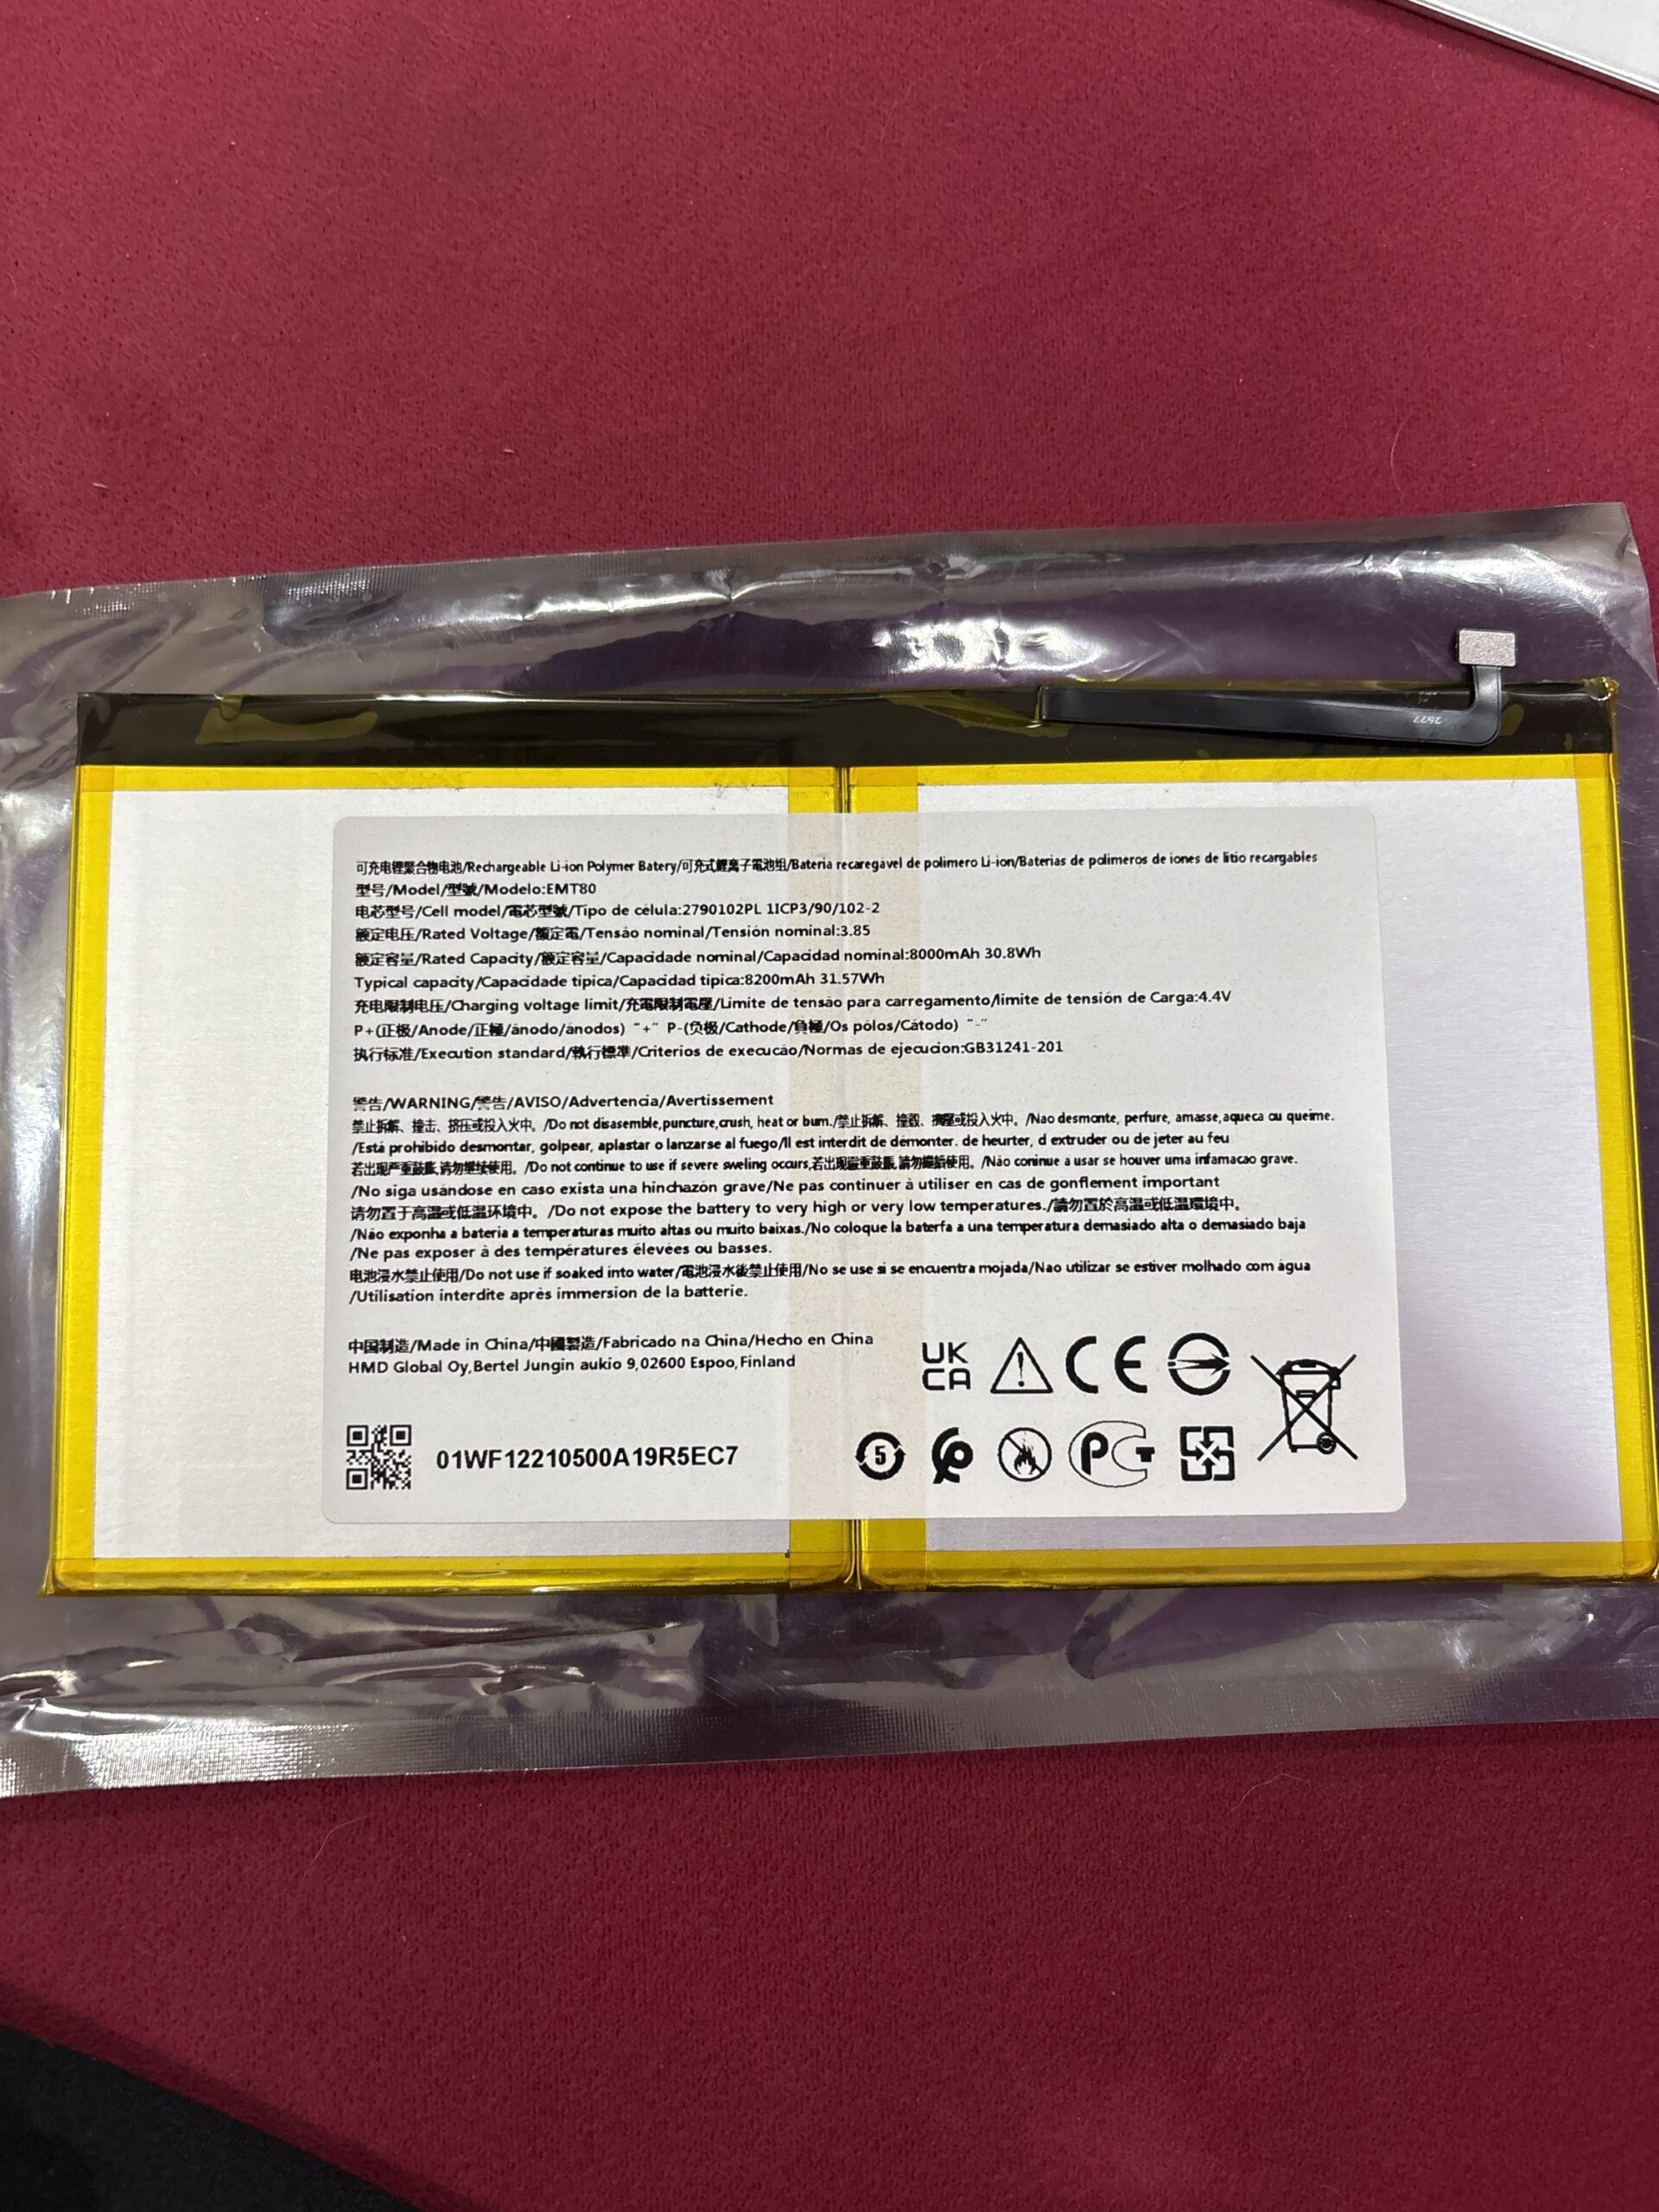 2577
可充电锂聚合物电池/Rechargeable Li-ion Polymer Batery/可充式鋰离子電池组/Bateria recaregável de polimero Li-ion/Baterias de polimeros de iones de litio recargables
型号/Model/型號/Modelo:EMT80
电芯型号/Cell model/電芯型號/Tipo de célula:2790102PL 1ICP3/90/102-2
额定电压/Rated Voltage/額定電/Tensão nominal/Tensión nominal:3.85
额定容量/Rated Capacity/額定容量/Capacidade nominal/Capacidad nominal:8000mAh 30.8Wh
Typical capacity/Capacidade típica/Capacidad tipica:8200mAh 31.57Wh
充电限制电压/Charging voltage limit/充電限制電壓/Limite de tensão para carregamento/límite de tensión de Carga:4.4V
P+(正极/Anode/正極/ânodo/ánodos) "+" P-(负极/Cathode/負極/Os pólos/Cátodo) "-"
执行标准/Execution standard/執行標準/Criterios de execucão/Normas de ejecucion:GB31241-201
警告/WARNING/警告/AVISO/Advertencia/Avertissement
禁止拆解、撞击、挤压或投入火中。/Do not disasemble,puncture,crush, heat or burn./禁止拆解、撞毀、擠壓或投入火中。/Nao desmonte, perfure, amasse,aqueca ou queime.
/Está prohibido desmontar, golpear, aplastar o lanzarse al fuego/Il est interdit de démonter. de heurter, d extruder ou de jeter au feu
若出现严重鼓胀,请勿继续使用。/Do not continue to use if severe sweling occurs,若出现嚴重鼓脹,請勿繼續使用。/Não coninue a usar se houver uma infamacao grave.
/No siga usándose en caso exista una hinchazón grave/Ne pas continuer à utiliser en cas de gonflement important
请勿置于高温或低温环境中。/Do not expose the battery to very high or very low temperatures./請勿置於高温或低温環境中。
/Não exponha a bateria a temperaturas muito altas ou muito baixas./No coloque la baterfa a una temperatura demasiado alta o demasiado baja
/Ne pas exposer à des températures élevées ou basses.
电池浸水禁止使用/Do not use if soaked into water/電池浸水後禁止使用/No se use si se encuentra mojada/Nao utilizar se estiver molhado com água
/Utilisation interdite après immersion de la batterie.
中国制造/Made in China/中國製造/Fabricado na China/Hecho en China
HMD Global Oy,Bertel Jungin aukio 9,02600 Espoo,Finland
UK
CA
CE
01WF12210500A19R5EC7
5